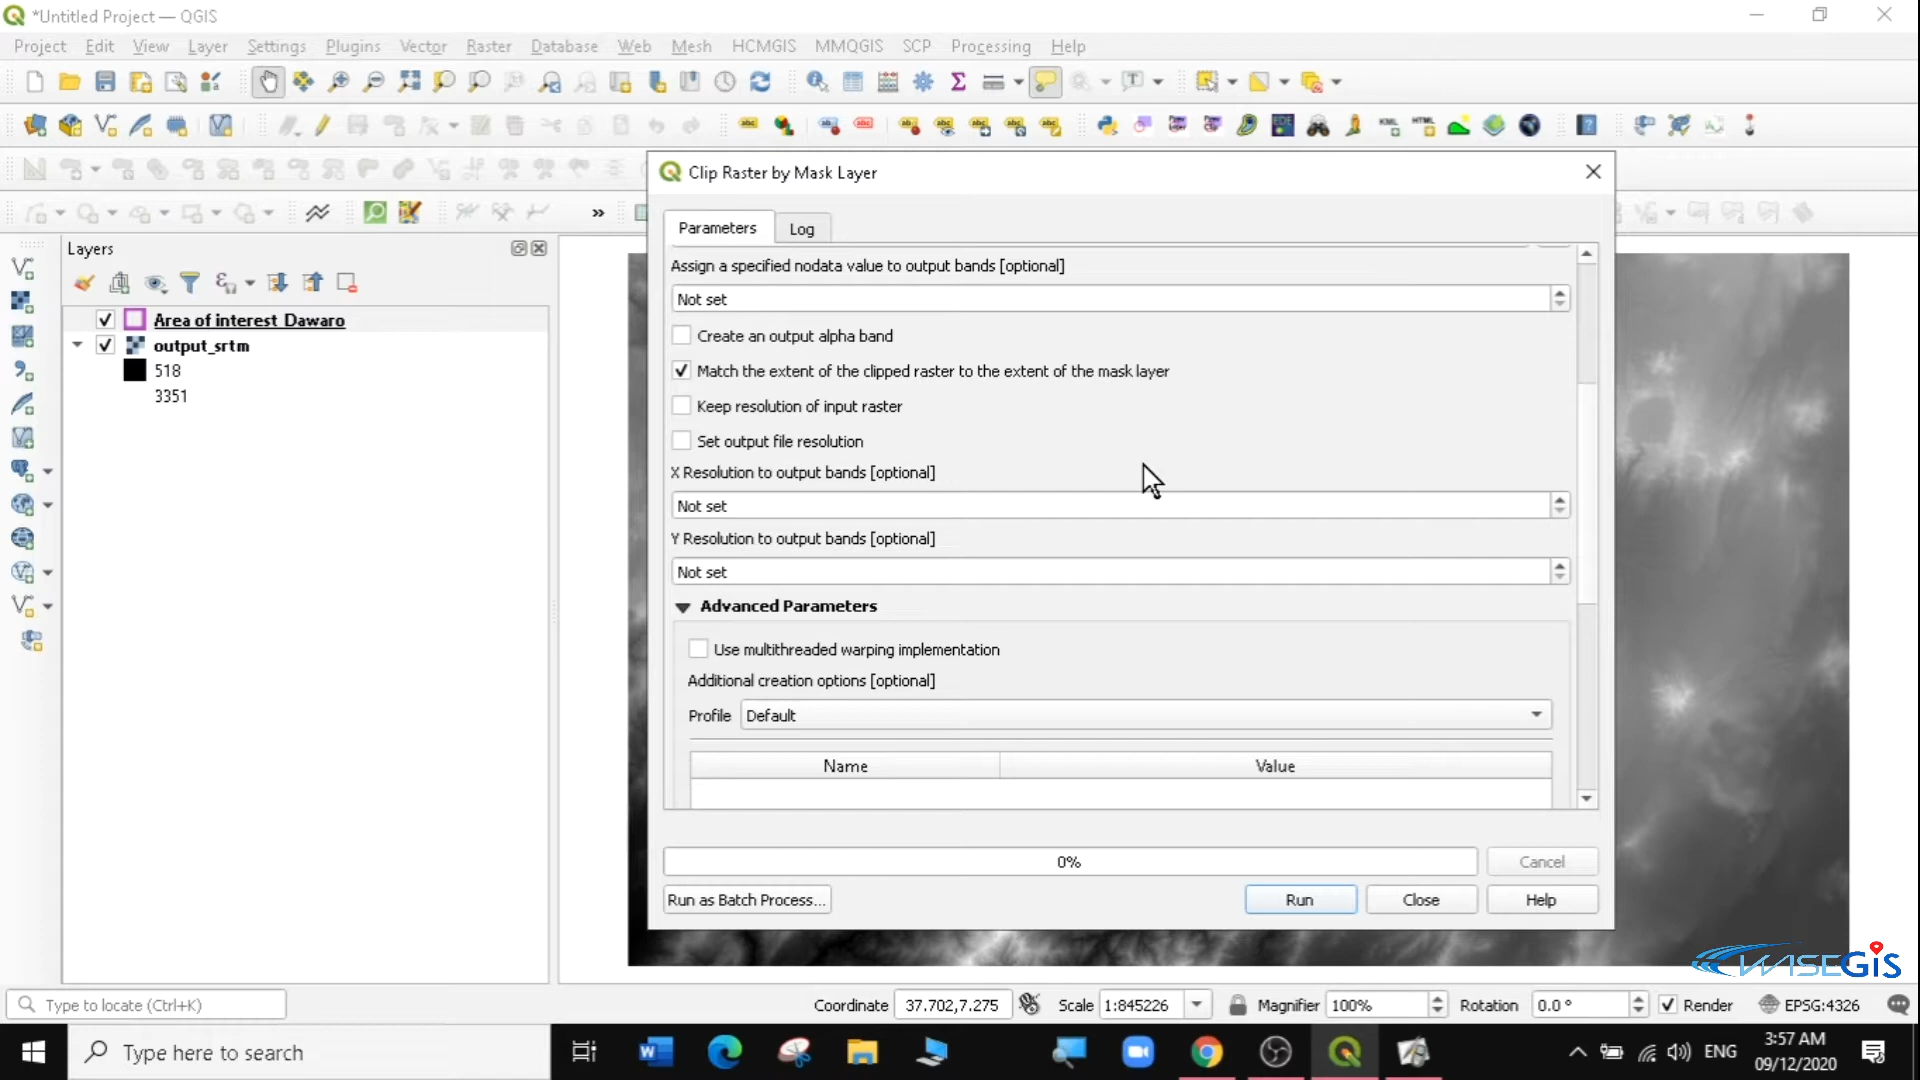 *Untitled Project — QGIS
Project Edit View Layer Settings Plugins Vector Raster Database Web Mesh HCMGIS MMQGIS SCP Processing Help
Layers
Area of interest_Dawaro
output_srtm
518
3351
Clip Raster by Mask Layer
Parameters Log
Assign a specified nodata value to output bands [optional]
Not set
Create an output alpha band
Match the extent of the clipped raster to the extent of the mask layer
Keep resolution of input raster
Set output file resolution
X Resolution to output bands [optional]
Not set
Y Resolution to output bands [optional]
Not set
Advanced Parameters
Use multithreaded warping implementation
Additional creation options [optional]
Profile Default
Name Value
0% Cancel
Run as Batch Process... Run Close Help
WASEGIS
Type to locate (Ctrl+K) Coordinate 37.702,7.275 Scale 1:845226 Magnifier 100% Rotation 0.0 ° Render EPSG:4326
Type here to search ENG 3:57 AM
09/12/2020